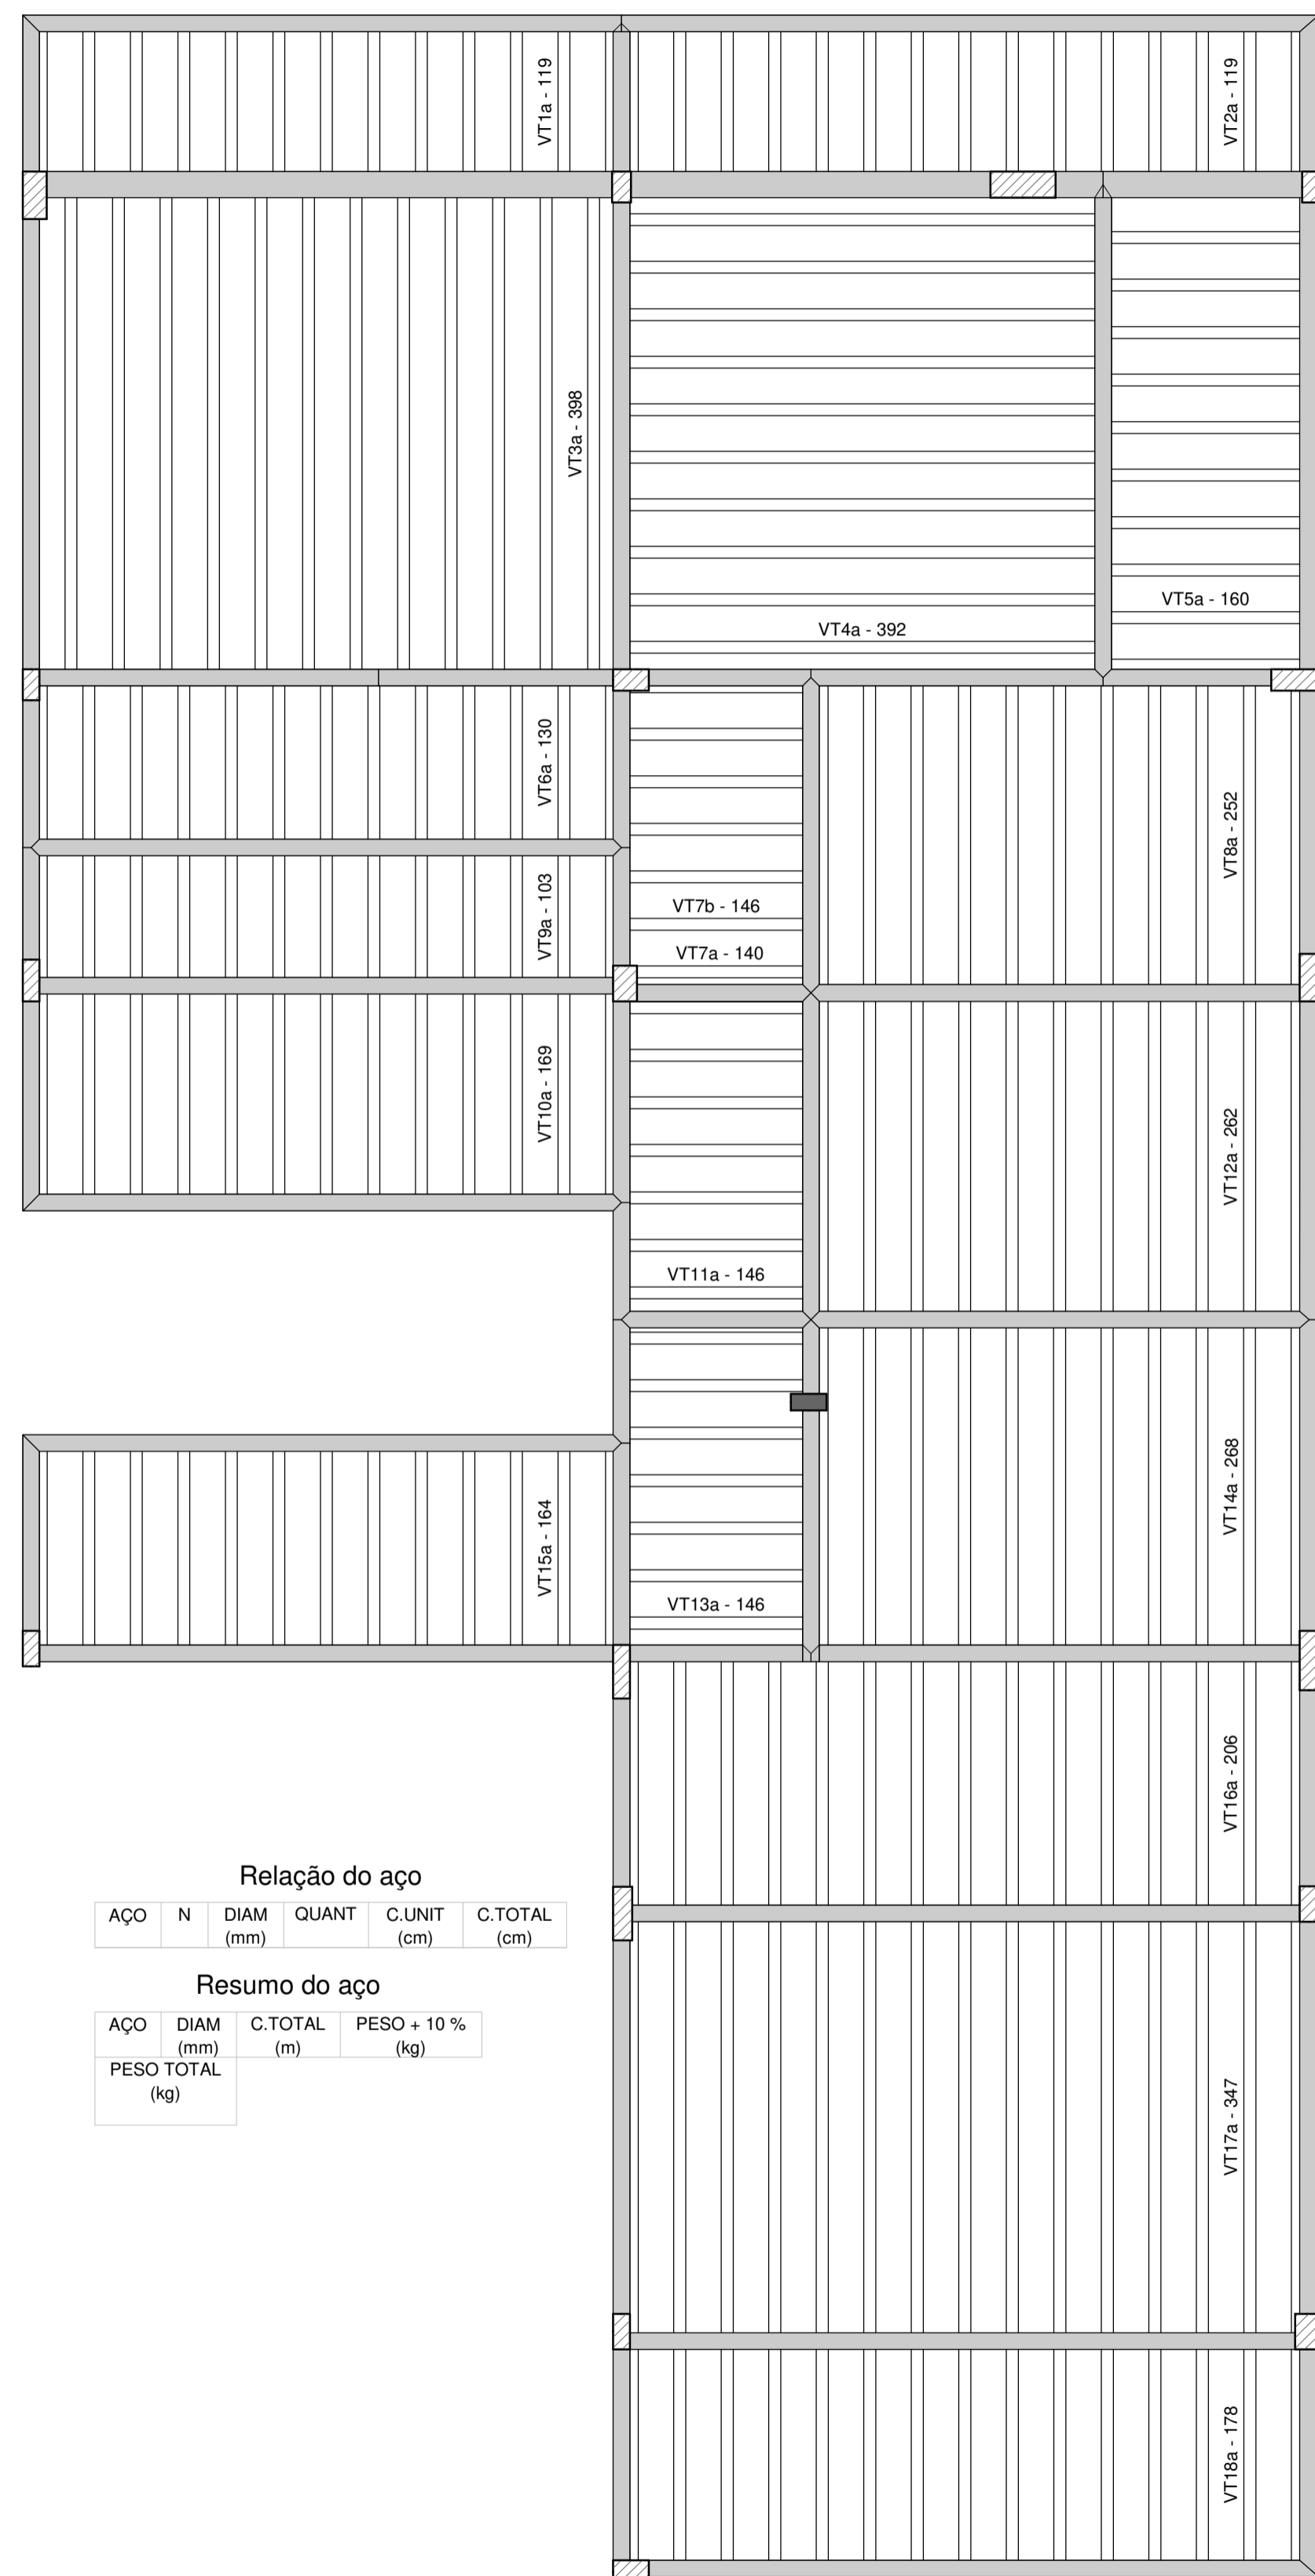 VT1a - 119
VT2a - 119
VT3a - 398
VT4a - 392
VT5a - 160
VT6a - 130
VT7b - 146
VT7a - 140
VT8a - 252
VT9a - 103
VT10a - 169
VT11a - 146
VT12a - 262
VT13a - 146
VT14a - 268
VT15a - 164
VT16a - 206
VT17a - 347
VT18a - 178
Relação do aço
AÇO N DIAM QUANT C.UNIT C.TOTAL
(mm) (cm) (cm)
Resumo do aço
AÇO DIAM C.TOTAL PESO + 10 %
(mm) (m) (kg)
PESO TOTAL
(kg)